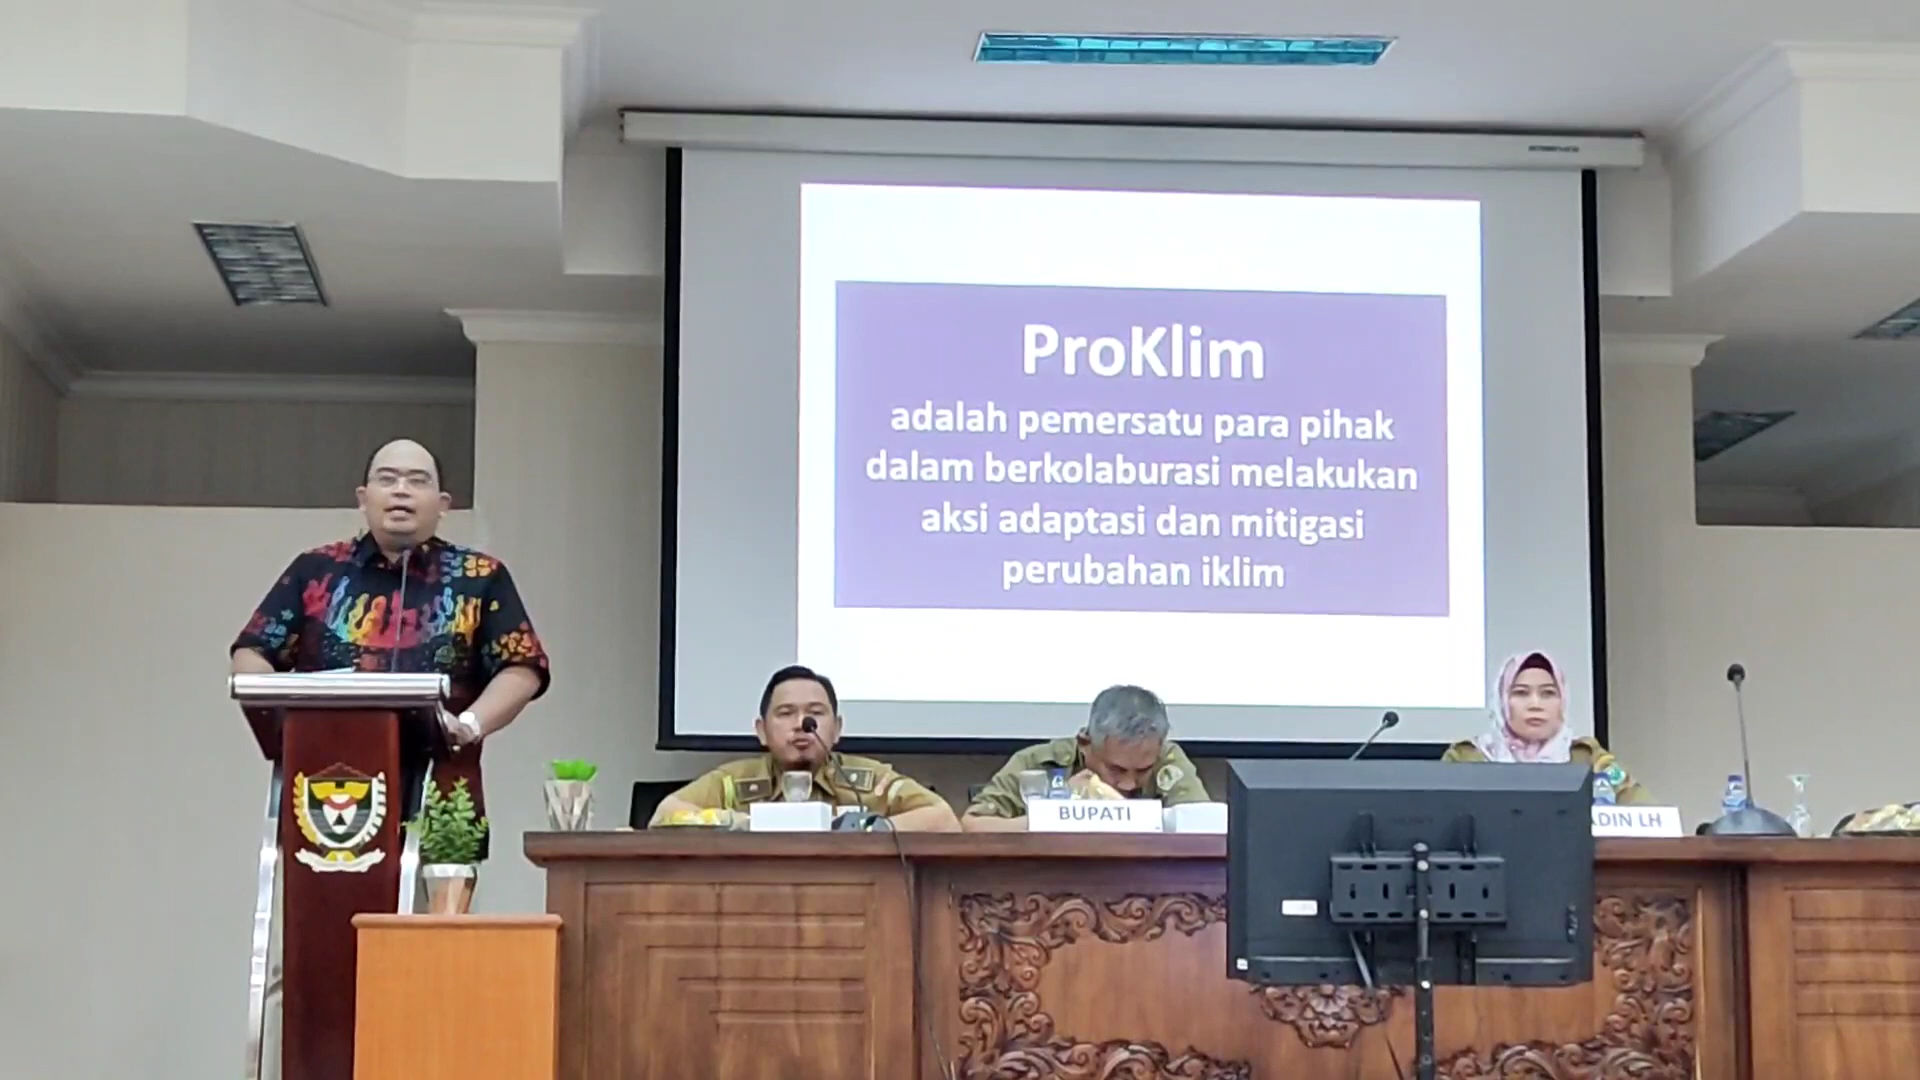 ProKlim
adalah pemersatu para pihak
dalam berkolaburasi melakukan
aksi adaptasi dan mitigasi
perubahan iklim
BUPATI
ADIN LH